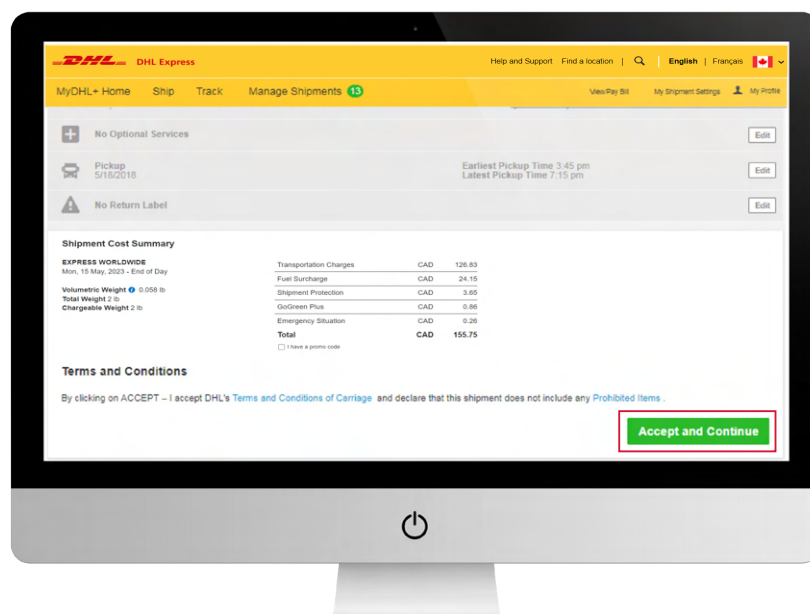 DHL DHL Express
Help and Support Find a location | English | Français
MyDHL+ Home Ship Track Manage Shipments 13 View/Pay Bill My Shipment Settings My Profile
No Optional Services Edit
Pickup Earliest Pickup Time 3:45 pm Edit
5/18/2018 Latest Pickup Time 7:15 pm
No Return Label Edit
Shipment Cost Summary
EXPRESS WORLDWIDE
Mon, 15 May, 2023 - End of Day
Volumetric Weight 0.058 lb
Total Weight 2 lb
Chargeable Weight 2 lb
Transportation Charges CAD 126.83
Fuel Surcharge CAD 24.15
Shipment Protection CAD 3.65
GoGreen Plus CAD 0.86
Emergency Situation CAD 0.26
Total CAD 155.75
I have a promo code
Terms and Conditions
By clicking on ACCEPT – I accept DHL's Terms and Conditions of Carriage and declare that this shipment does not include any Prohibited Items .
Accept and Continue